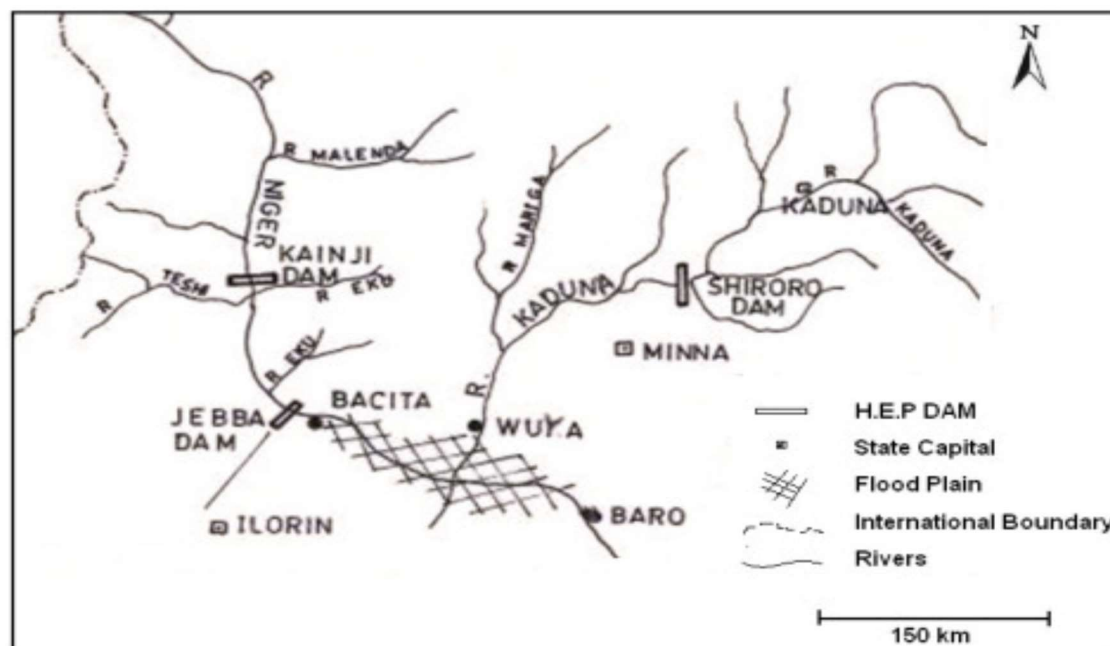 N
R
NIGER
R MALENDA
R MARIGA
R
KADUNA
KADUNA
KAINJI
DAM
R TESHI
R EKU
KADUNA
SHIRORO
DAM
MINNA
R EKU
R.
JEBBA
DAM
BACITA
WUYA
ILORIN
BARO
H.E.P DAM
State Capital
Flood Plain
International Boundary
Rivers
150 km